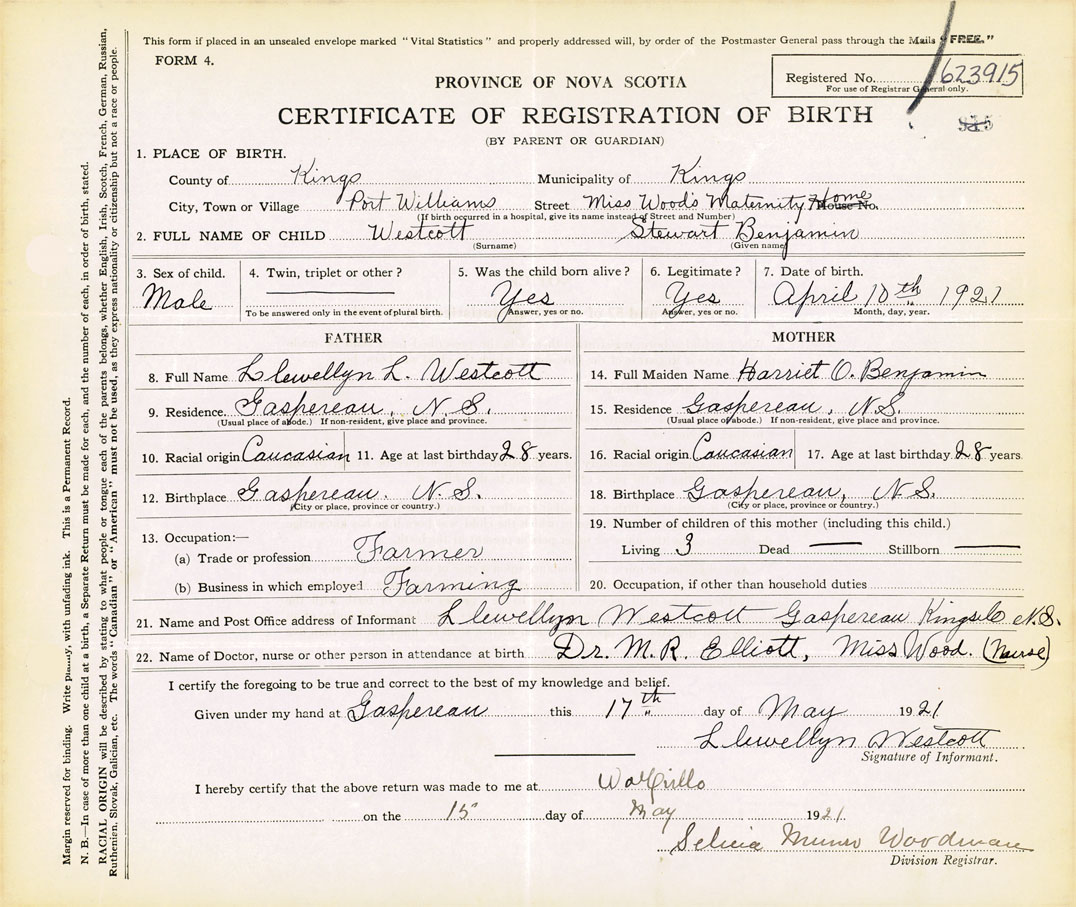 This form if placed in an unsealed envelope marked "Vital Statistics" and properly addressed will, by order of the Postmaster General pass through the Mails "FREE."
FORM 4.
PROVINCE OF NOVA SCOTIA
Registered No. 623915
For use of Registrar General only.
CERTIFICATE OF REGISTRATION OF BIRTH
(BY PARENT OR GUARDIAN)
1. PLACE OF BIRTH.
County of Kings Municipality of Kings
City, Town or Village Port Williams Street Miss Wood's Maternity Home House No.
(If birth occurred in a hospital, give its name instead of Street and Number)
2. FULL NAME OF CHILD Westcott Stewart Benjamin
(Surname) (Given name)
3. Sex of child. 4. Twin, triplet or other? 5. Was the child born alive? 6. Legitimate? 7. Date of birth.
Male Yes Yes April 10th 1921
To be answered only in the event of plural birth. Answer, yes or no. Answer, yes or no. Month, day, year.
FATHER
8. Full Name Llewellyn L. Westcott
9. Residence. Gaspereau, N.S.
(Usual place of abode.) If non-resident, give place and province.
10. Racial origin Caucasian 11. Age at last birthday 28 years.
12. Birthplace Gaspereau. N.S.
(City or place, province or country.)
13. Occupation:—
(a) Trade or profession Farmer
(b) Business in which employed Farming
MOTHER
14. Full Maiden Name Harriet O. Benjamin
15. Residence Gaspereau, N.S.
(Usual place of abode.) If non-resident, give place and province.
16. Racial origin Caucasian 17. Age at last birthday 28 years.
18. Birthplace Gaspereau, N.S.
(City or place, province or country.)
19. Number of children of this mother (including this child.)
Living 3 Dead Stillborn
20. Occupation, if other than household duties
21. Name and Post Office address of Informant Llewellyn Westcott Gaspereau Kings Co N.S.
22. Name of Doctor, nurse or other person in attendance at birth Dr. M. R. Elliott, Miss Wood. (Nurse)
I certify the foregoing to be true and correct to the best of my knowledge and belief.
Given under my hand at Gaspereau this 17th day of May 1921
Llewellyn Westcott
Signature of Informant.
I hereby certify that the above return was made to me at
on the 15" day of May 1921.
Munro Woodman
Division Registrar.
Margin reserved for binding. Write plainly, with unfading ink. This is a Permanent Record.
N. B.—In case of more than one child at a birth, a Separate Return must be made for each, and the number of each, in order of birth, stated.
RACIAL ORIGIN will be described by stating to what people or tongue each of the parents belongs, whether English, Irish, Scotch, French, German, Russian,
Ruthenian, Slovak, Galician, etc. The words "Canadian" or "American" must not be used, as they express nationality or citizenship but not a race or people.